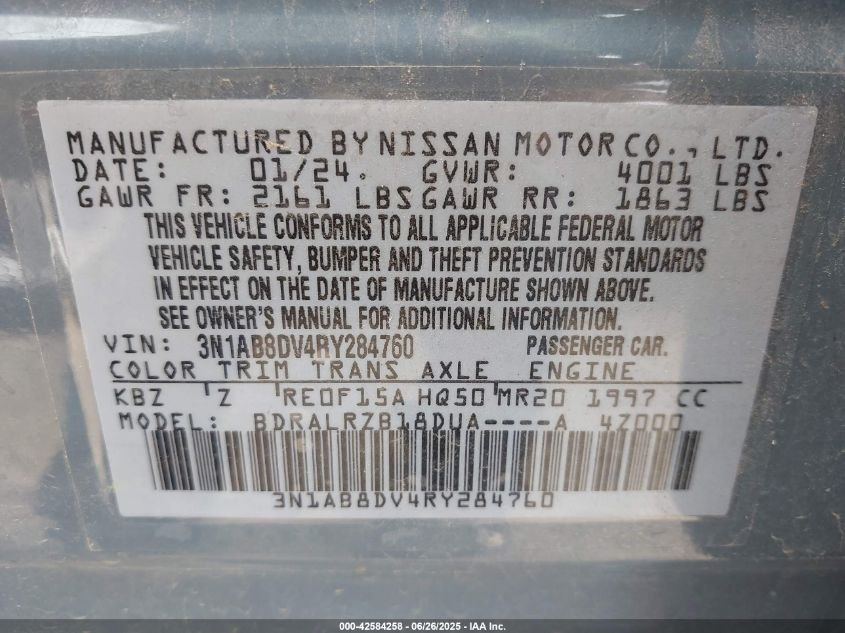 MANUFACTURED BY NISSAN MOTOR CO., LTD.
DATE: 01/24. GVWR: 4001 LBS
GAWR FR: 2161 LBS GAWR RR: 1863 LBS
THIS VEHICLE CONFORMS TO ALL APPLICABLE FEDERAL MOTOR
VEHICLE SAFETY, BUMPER AND THEFT PREVENTION STANDARDS
IN EFFECT ON THE DATE OF MANUFACTURE SHOWN ABOVE.
SEE OWNER'S MANUAL FOR ADDITIONAL INFORMATION.
VIN: 3N1AB8DV4RY284760 PASSENGER CAR.
COLOR TRIM TRANS AXLE ENGINE
KBZ Z RE0F15A HQ50 MR20 1997 CC
MODEL: BDRALRZB18DUA----A 4Z000
3N1AB8DV4RY284760
000-42584258 - 06/26/2025 - IAA Inc.